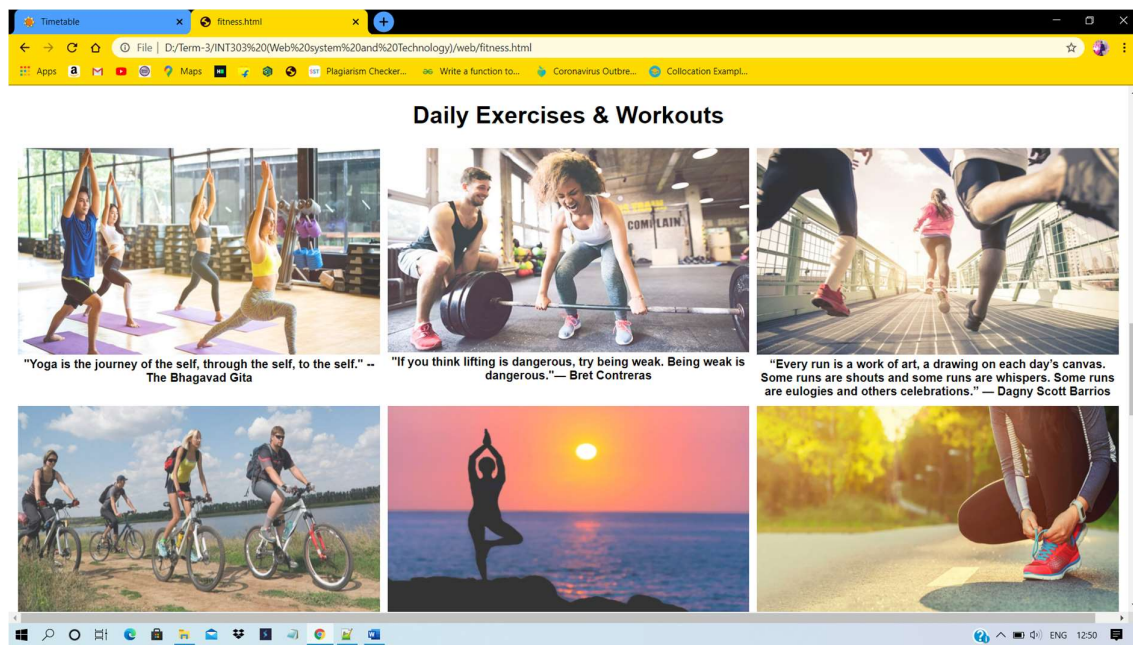 Timetable
fitness.html
File | D:/Term-3/INT303%20(Web%20system%20and%20Technology)/web/fitness.html
Apps
Maps
Plagiarism Checker...
Write a function to...
Coronavirus Outbre...
Collocation Exampl...
Daily Exercises & Workouts
COMPLAIN
"Yoga is the journey of the self, through the self, to the self." --
The Bhagavad Gita
"If you think lifting is dangerous, try being weak. Being weak is
dangerous."— Bret Contreras
“Every run is a work of art, a drawing on each day’s canvas.
Some runs are shouts and some runs are whispers. Some runs
are eulogies and others celebrations.” — Dagny Scott Barrios
ENG 12:50